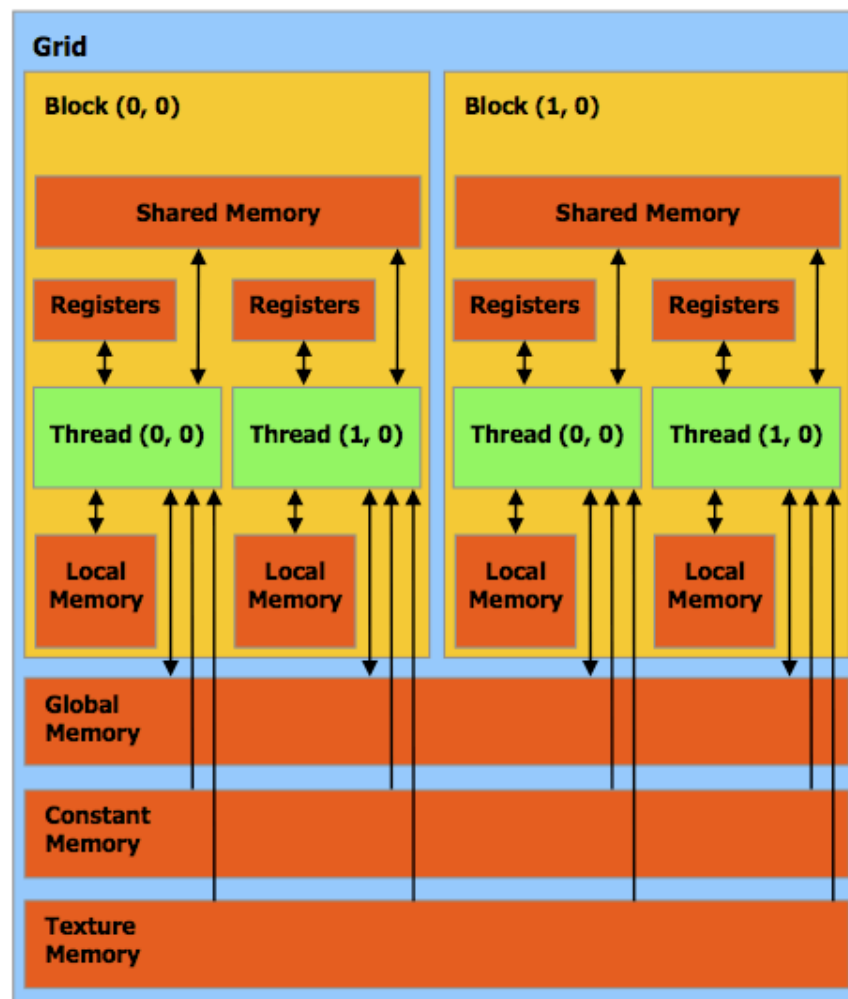 Grid
Block (0, 0)
Block (1, 0)
Shared Memory
Shared Memory
Registers
Registers
Registers
Registers
Thread (0, 0)
Thread (1, 0)
Thread (0, 0)
Thread (1, 0)
Local
Memory
Local
Memory
Local
Memory
Local
Memory
Global
Memory
Constant
Memory
Texture
Memory